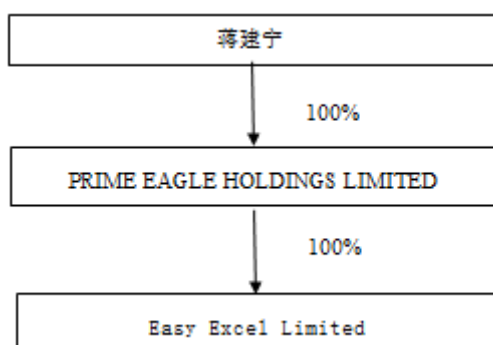 蒋建宁
100%
PRIME EAGLE HOLDINGS LIMITED
100%
Easy Excel Limited